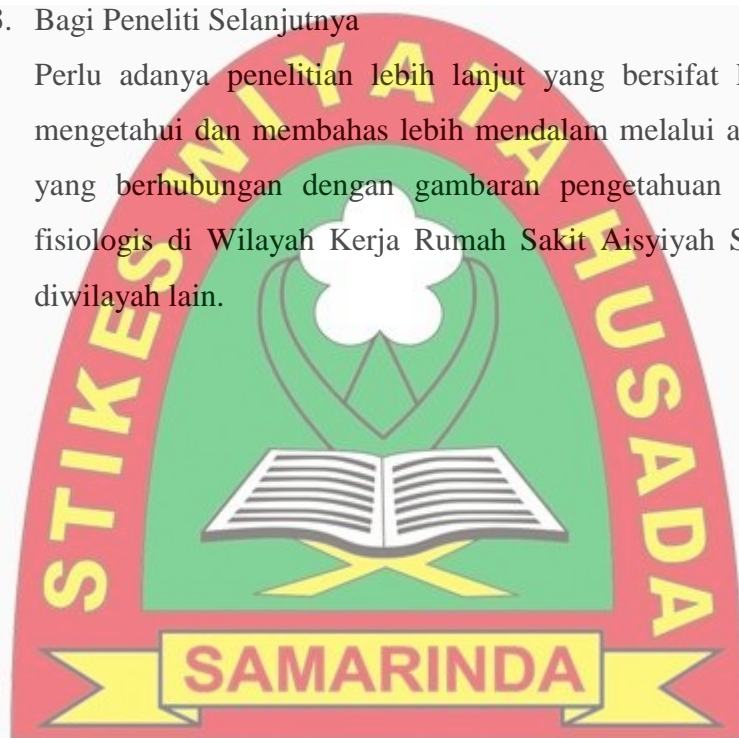 3. Bagi Peneliti Selanjutnya
Perlu adanya penelitian lebih lanjut yang bersifat
mengetahui dan membahas lebih mendalam melalui
yang berhubungan dengan gambaran pengetahuan
fisiologis di Wilayah Kerja Rumah Sakit Aisyiyah
diwilayah lain.
STIKES WIYATA HUSADA
SAMARINDA